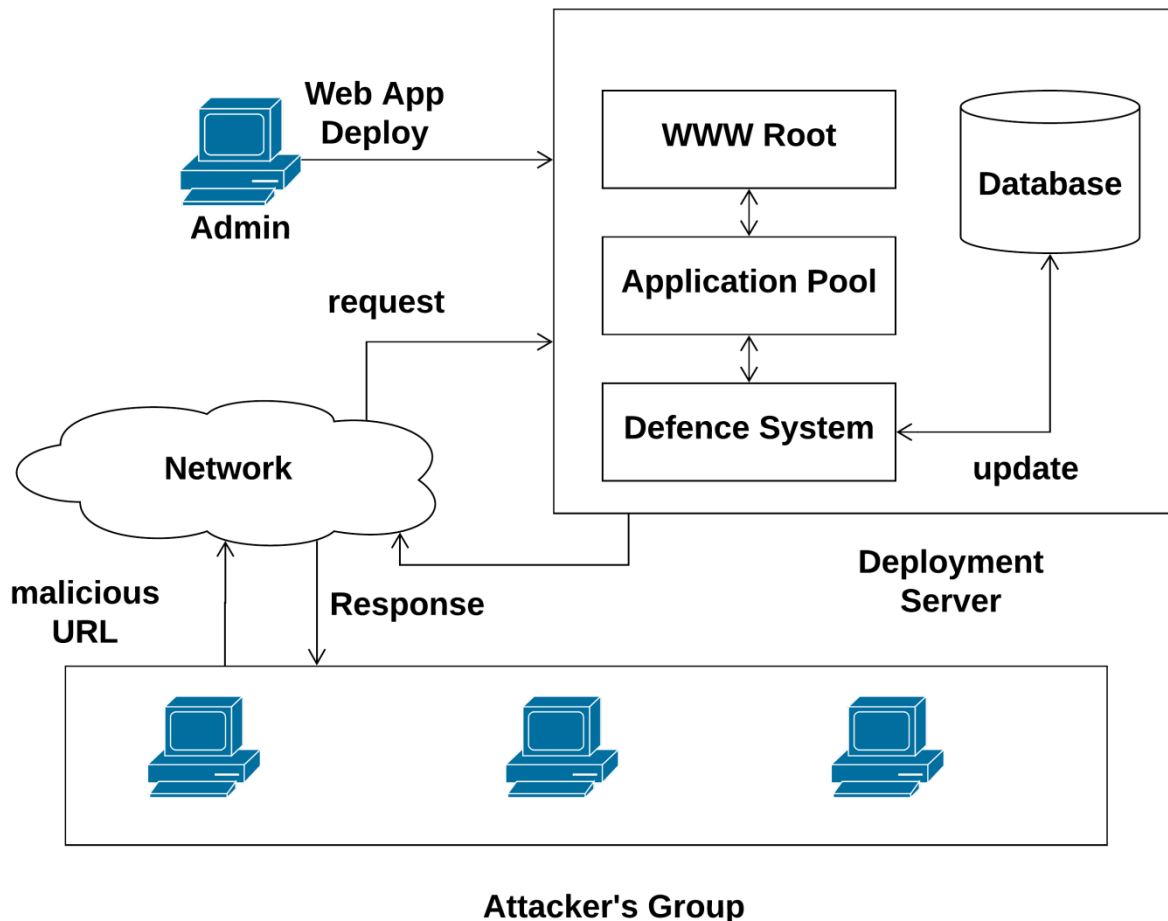 Web App
Deploy
Admin
WWW Root
Database
Application Pool
request
Defence System
Network
update
malicious
URL
Response
Deployment
Server
Attacker's Group